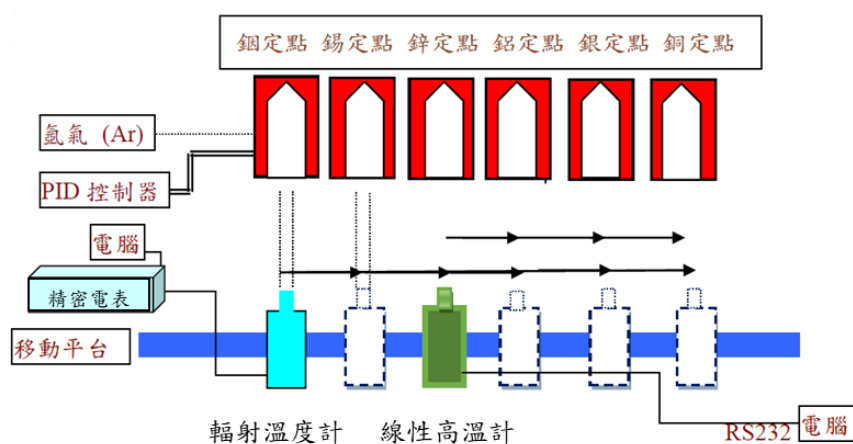 銦定點 錫定點 鋅定點 鋁定點 銀定點 銅定點
氬氣 (Ar)
PID 控制器
電腦
精密電表
移動平台
輻射溫度計 線性高溫計
RS232 電腦